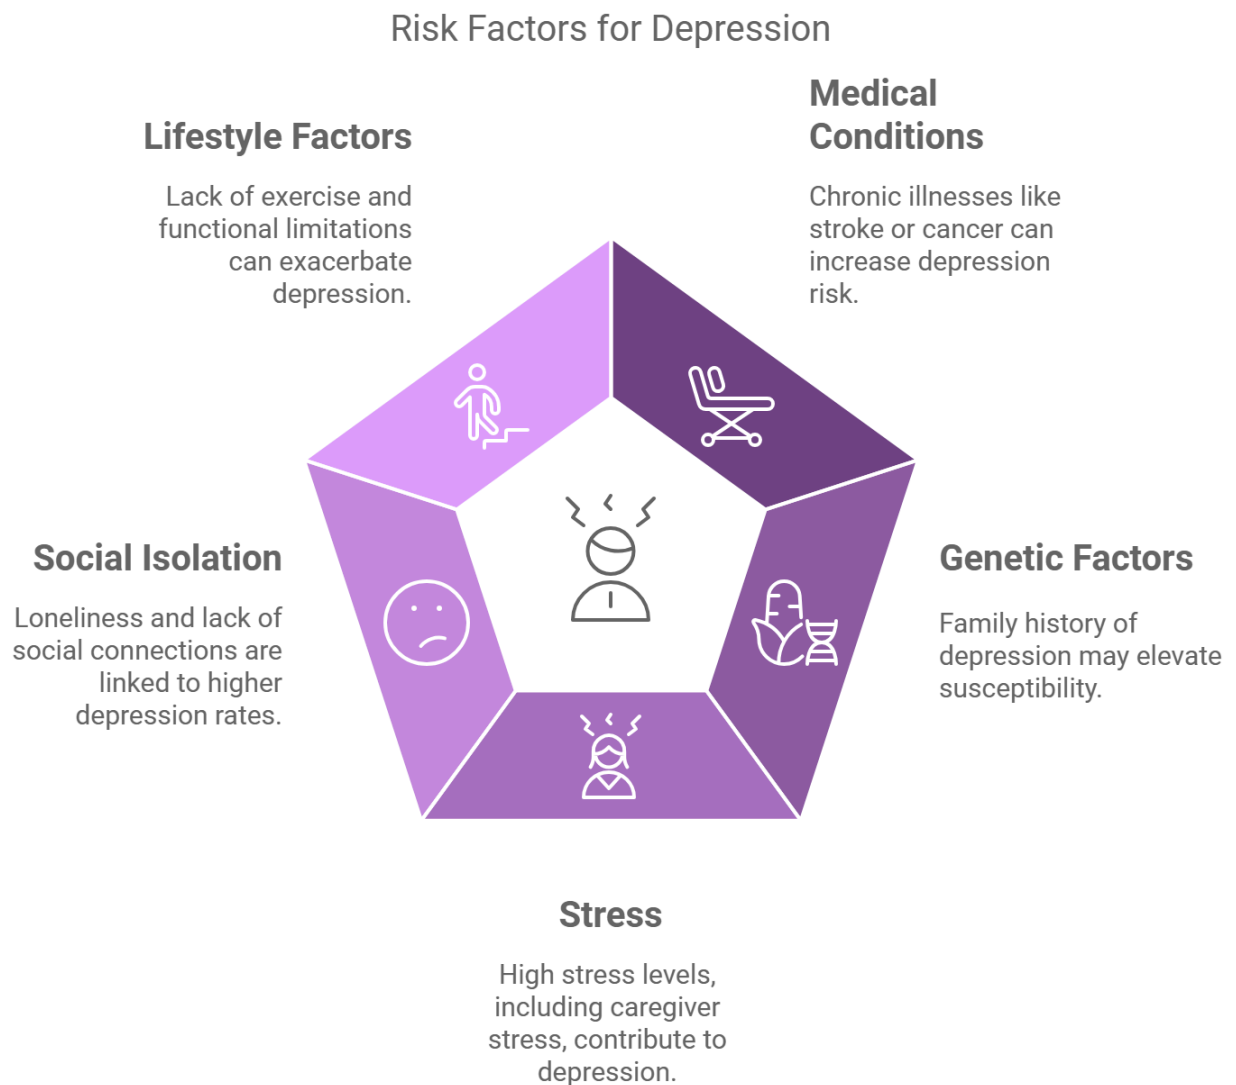 Risk Factors for Depression
Lifestyle Factors
Lack of exercise and
functional limitations
can exacerbate
depression.
Medical
Conditions
Chronic illnesses like
stroke or cancer can
increase depression
risk.
Social Isolation
Loneliness and lack of
social connections are
linked to higher
depression rates.
Genetic Factors
Family history of
depression may elevate
susceptibility.
Stress
High stress levels,
including caregiver
stress, contribute to
depression.